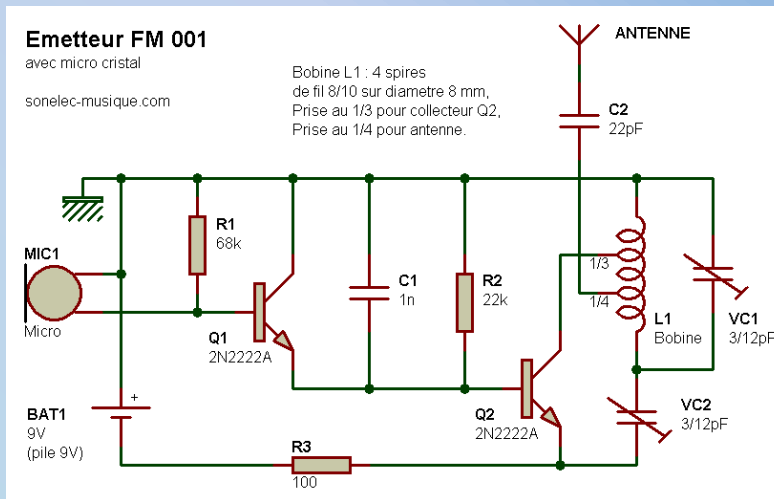 Emetteur FM 001
avec micro cristal
sonelec-musique.com
Bobine L1 : 4 spires
de fil 8/10 sur diametre 8 mm,
Prise au 1/3 pour collecteur Q2,
Prise au 1/4 pour antenne.
ANTENNE
C2
22pF
R1
68k
MIC1
Micro
C1
1n
R2
22k
1/3
1/4
L1
Bobine
VC1
3/12pF
Q1
2N2222A
Q2
2N2222A
VC2
3/12pF
BAT1
9V
(pile 9V)
+
R3
100